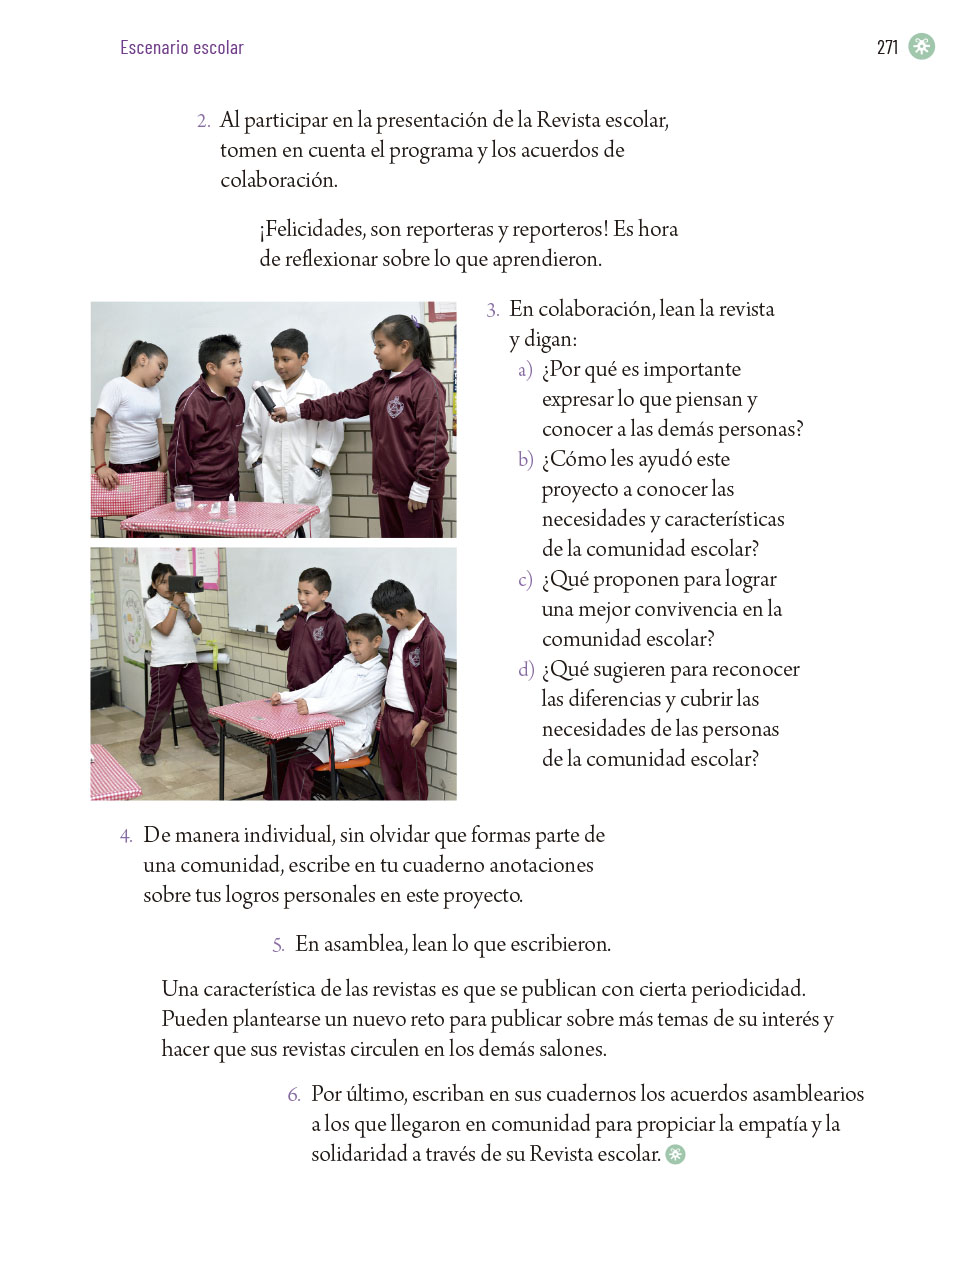 Escenario escolar
271
2. Al participar en la presentación de la Revista escolar,
tomen en cuenta el programa y los acuerdos de
colaboración.
¡Felicidades, son reporteras y reporteros! Es hora
de reflexionar sobre lo que aprendieron.
3. En colaboración, lean la revista
y digan:
a) ¿Por qué es importante
expresar lo que piensan y
conocer a las demás personas?
b) ¿Cómo les ayudó este
proyecto a conocer las
necesidades y características
de la comunidad escolar?
c) ¿Qué proponen para lograr
una mejor convivencia en la
comunidad escolar?
d) ¿Qué sugieren para reconocer
las diferencias y cubrir las
necesidades de las personas
de la comunidad escolar?
4. De manera individual, sin olvidar que formas parte de
una comunidad, escribe en tu cuaderno anotaciones
sobre tus logros personales en este proyecto.
5. En asamblea, lean lo que escribieron.
Una característica de las revistas es que se publican con cierta periodicidad.
Pueden plantearse un nuevo reto para publicar sobre más temas de su interés y
hacer que sus revistas circulen en los demás salones.
6. Por último, escriban en sus cuadernos los acuerdos asamblearios
a los que llegaron en comunidad para propiciar la empatía y la
solidaridad a través de su Revista escolar.